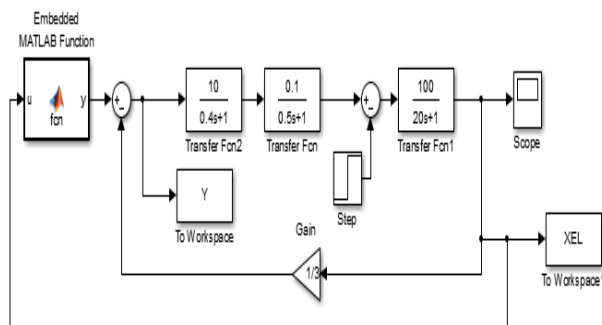 Embedded
MATLAB Function
u
fcn
y
+
-
10
0.4s+1
Transfer Fcn2
0.1
0.5s+1
Transfer Fcn
+
-
100
20s+1
Transfer Fcn1
Scope
Y
To Workspace
Step
Gain
1/3
XEL
To Workspace1